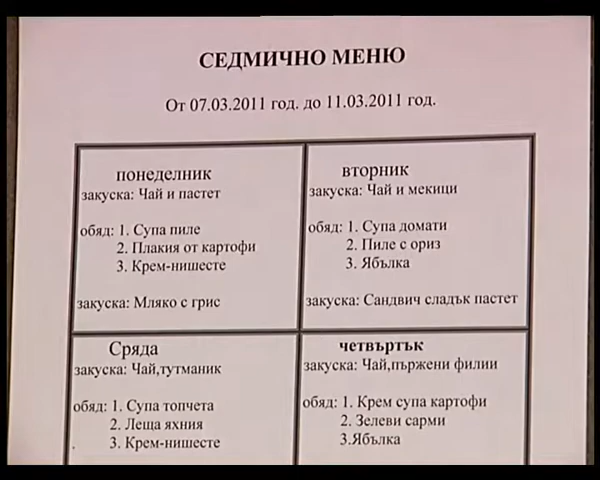 СЕДМИЧНО МЕНЮ
От 07.03.2011 год. до 11.03.2011 год.
понеделник
закуска: Чай и пастет
обяд: 1. Супа пиле
2. Плакия от картофи
3. Крем-нишесте
закуска: Мляко с грис
вторник
закуска: Чай и мекици
обяд: 1. Супа домати
2. Пиле с ориз
3. Ябълка
закуска: Сандвич сладък пастет
Сряда
закуска: Чай,тутманик
обяд: 1. Супа топчета
2. Леща яхния
3. Крем-нишесте
четвъртък
закуска: Чай,пържени филии
обяд: 1. Крем супа картофи
2. Зелеви сарми
3.Ябълка